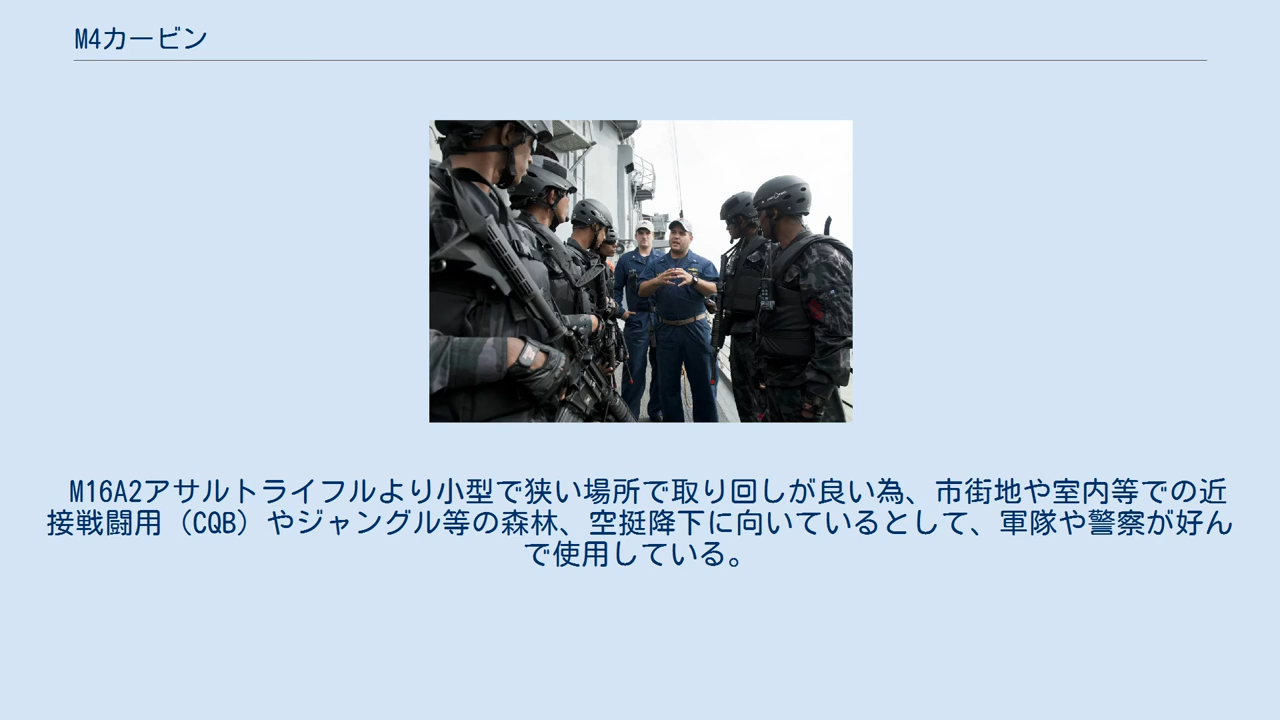 M4カービン
M16A2アサルトライフルより小型で狭い場所で取り回しが良い為、市街地や室内等での近
接戦闘用（CQB）やジャングル等の森林、空挺降下に向いているとして、軍隊や警察が好ん
で使用している。